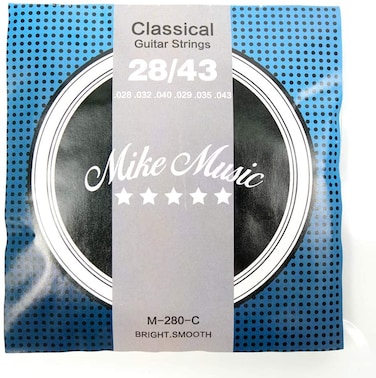 Classical
Guitar Strings
28/43
.028 .032 .040 .029 .035 .043
Mike Music
M-280-C
BRIGHT.SMOOTH